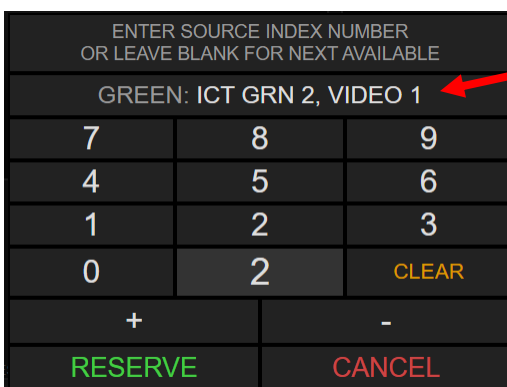 ENTER SOURCE INDEX NUMBER
OR LEAVE BLANK FOR NEXT AVAILABLE
GREEN: ICT GRN 2, VIDEO 1
7 8 9
4 5 6
1 2 3
0 2 CLEAR
+ -
RESERVE CANCEL